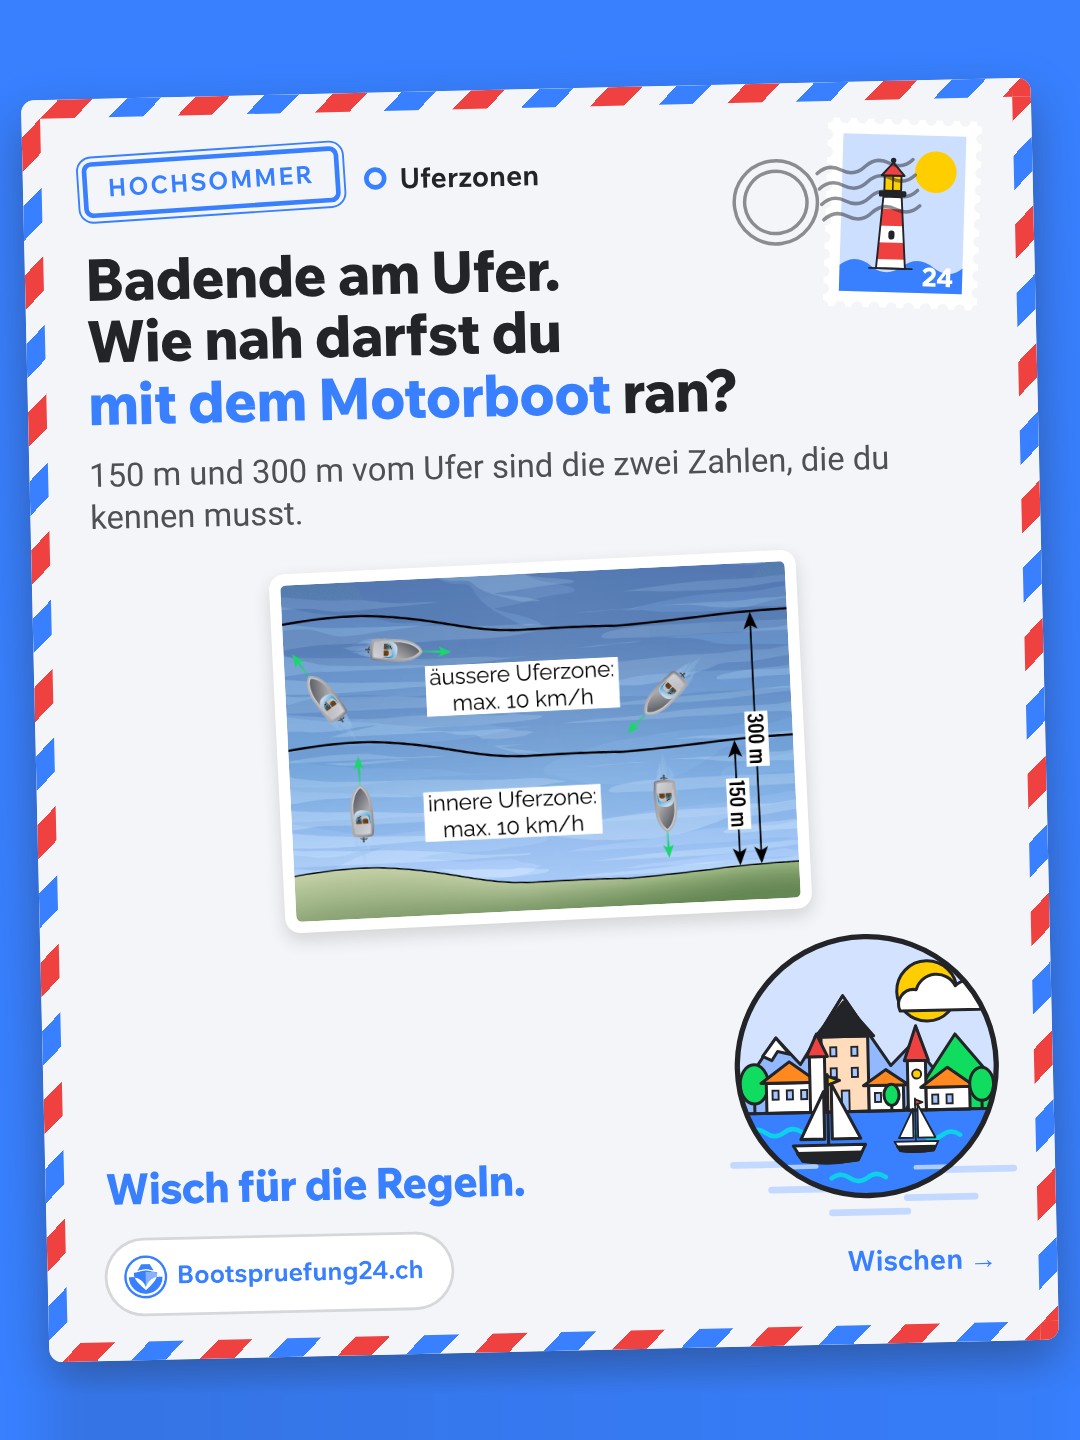 HOCHSOMMER
Uferzonen
24
Badende am Ufer.
Wie nah darfst du
mit dem Motorboot ran?
150 m und 300 m vom Ufer sind die zwei Zahlen, die du
kennen musst.
äussere Uferzone:
max. 10 km/h
300 m
innere Uferzone:
max. 10 km/h
150 m
Wisch für die Regeln.
Bootspruefung24.ch
Wischen →